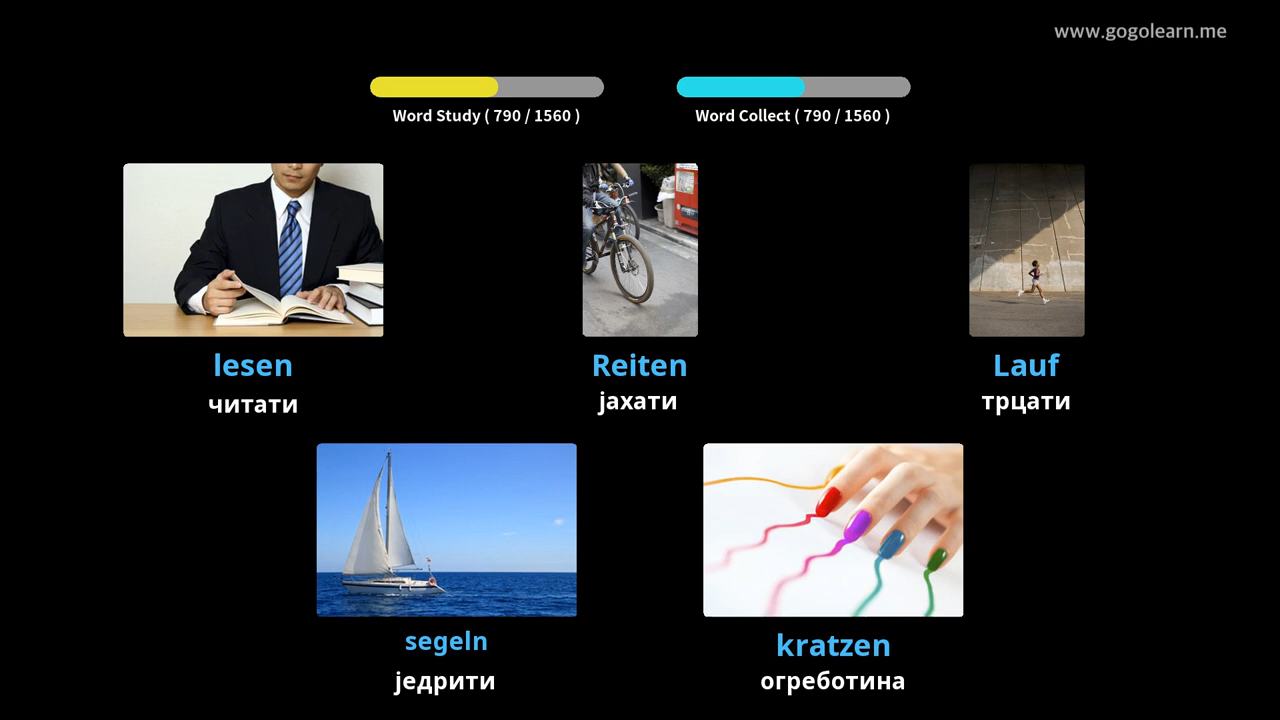 www.gogolearn.me
Word Study ( 790 / 1560 )
Word Collect ( 790 / 1560 )
lesen
читати
Reiten
јахати
Lauf
трцати
segeln
једрити
kratzen
огреботина